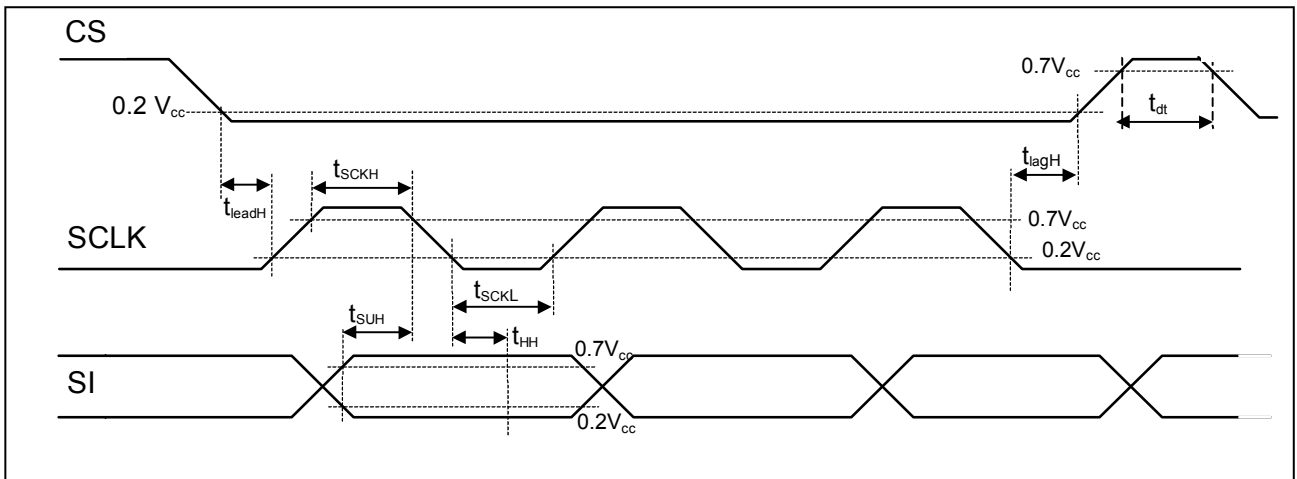 CS
0.7Vcc
0.2 Vcc
tdt
tlagH
tSCKH
tleadH
0.7Vcc
SCLK
0.2Vcc
tSCKL
tSUH
tHH
0.7Vcc
SI
0.2Vcc